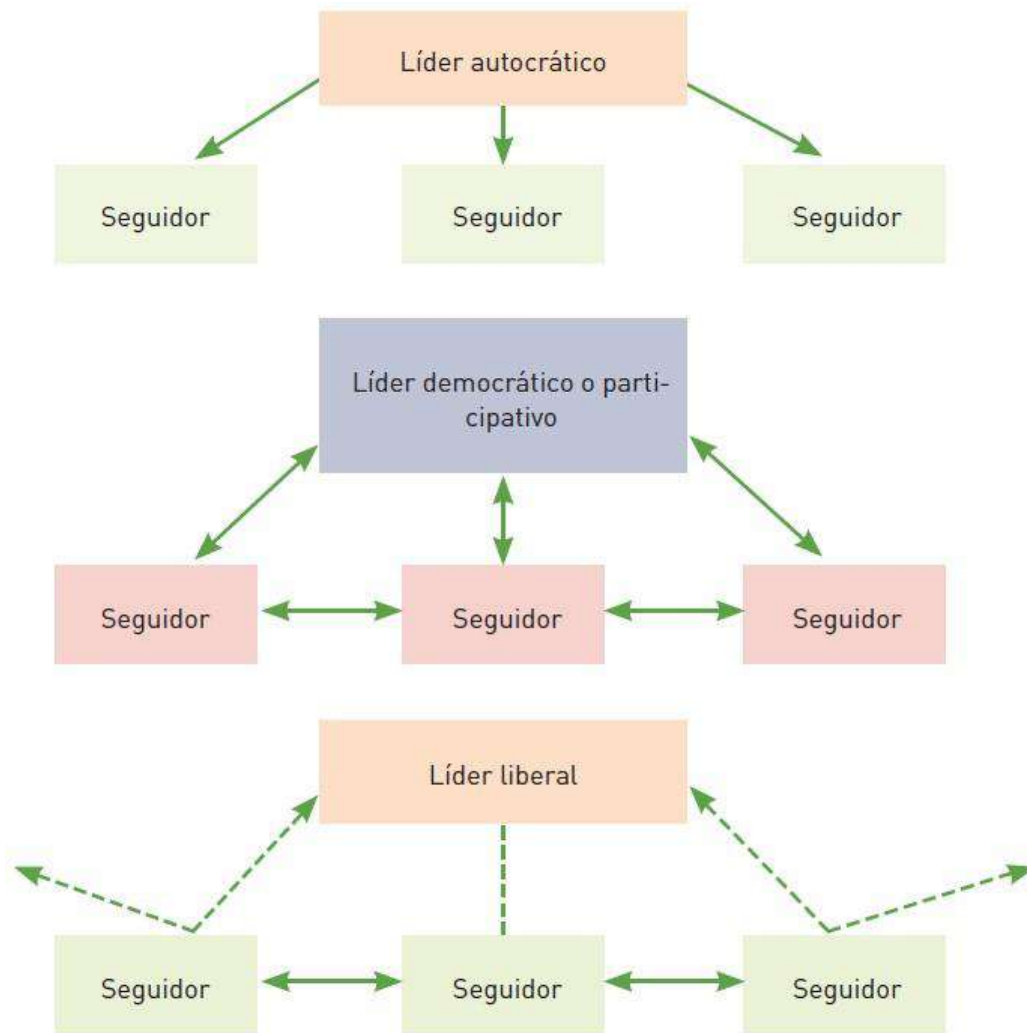 Líder autocrático
Seguidor
Seguidor
Seguidor
Líder democrático o parti-
cipativo
Seguidor
Seguidor
Seguidor
Líder liberal
Seguidor
Seguidor
Seguidor